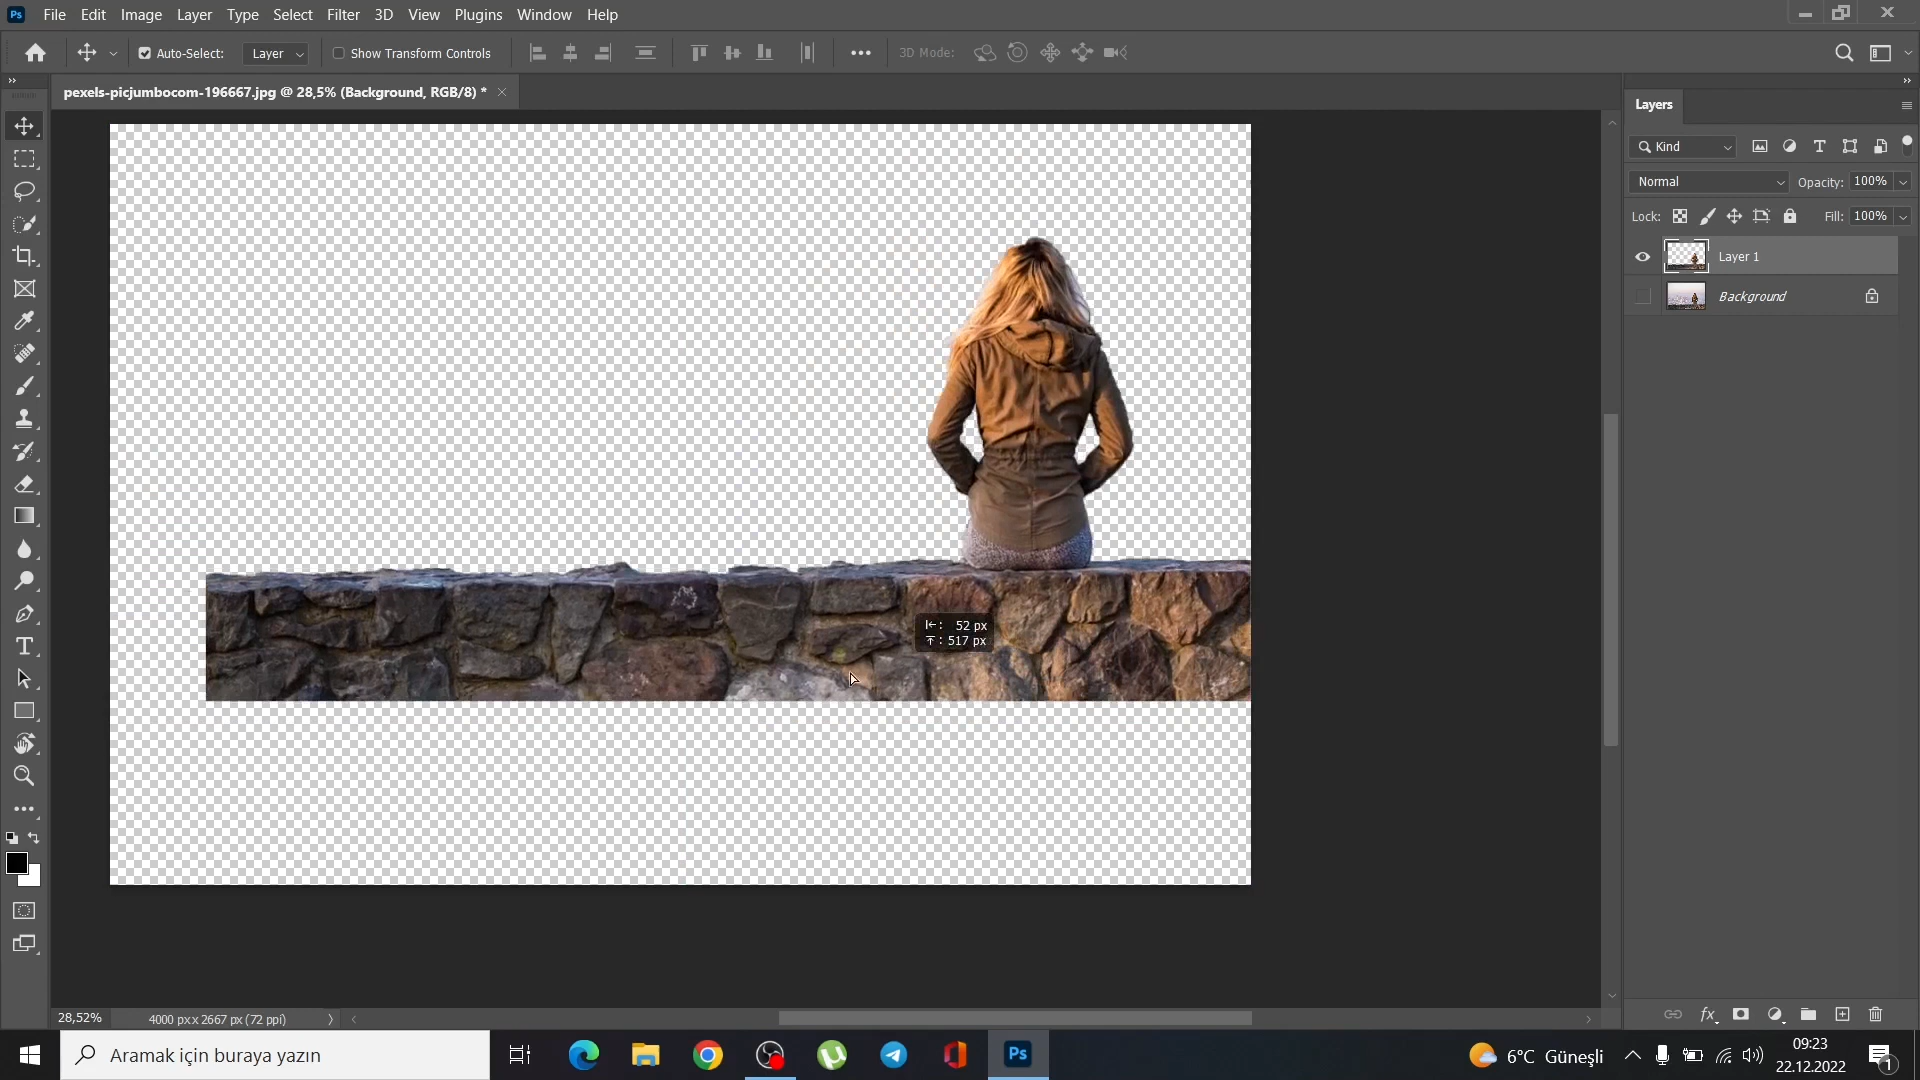 Ps File Edit Image Layer Type Select Filter 3D View Plugins Window Help
Auto-Select: Layer Show Transform Controls 3D Mode:
pexels-picjumbocom-196667.jpg @ 28,5% (Background, RGB/8) *
Layers
Kind
Normal Opacity: 100%
Lock: Fill: 100%
Layer 1
Background
52 px
517 px
28,52% 4000 px x 2667 px (72 ppi)
Aramak için buraya yazın
Ps
6°C Güneşli
09:23
22.12.2022
1